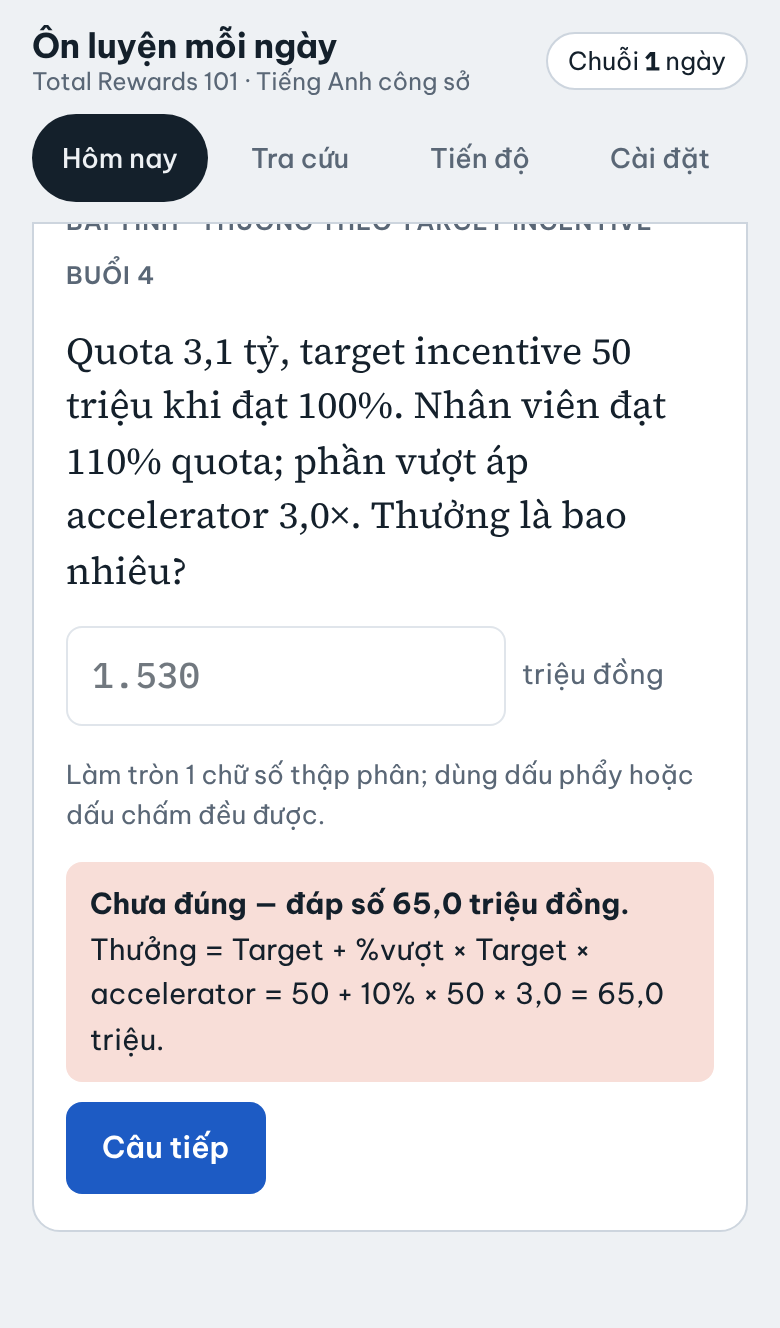 Ôn luyện mỗi ngày
Total Rewards 101 · Tiếng Anh công sở
Chuỗi 1 ngày
Hôm nay
Tra cứu
Tiến độ
Cài đặt
BUỔI 4
Quota 3,1 tỷ, target incentive 50
triệu khi đạt 100%. Nhân viên đạt
110% quota; phần vượt áp
accelerator 3,0×. Thưởng là bao
nhiêu?
1.530
triệu đồng
Làm tròn 1 chữ số thập phân; dùng dấu phẩy hoặc
dấu chấm đều được.
Chưa đúng — đáp số 65,0 triệu đồng.
Thưởng = Target + %vượt × Target ×
accelerator = 50 + 10% × 50 × 3,0 = 65,0
triệu.
Câu tiếp